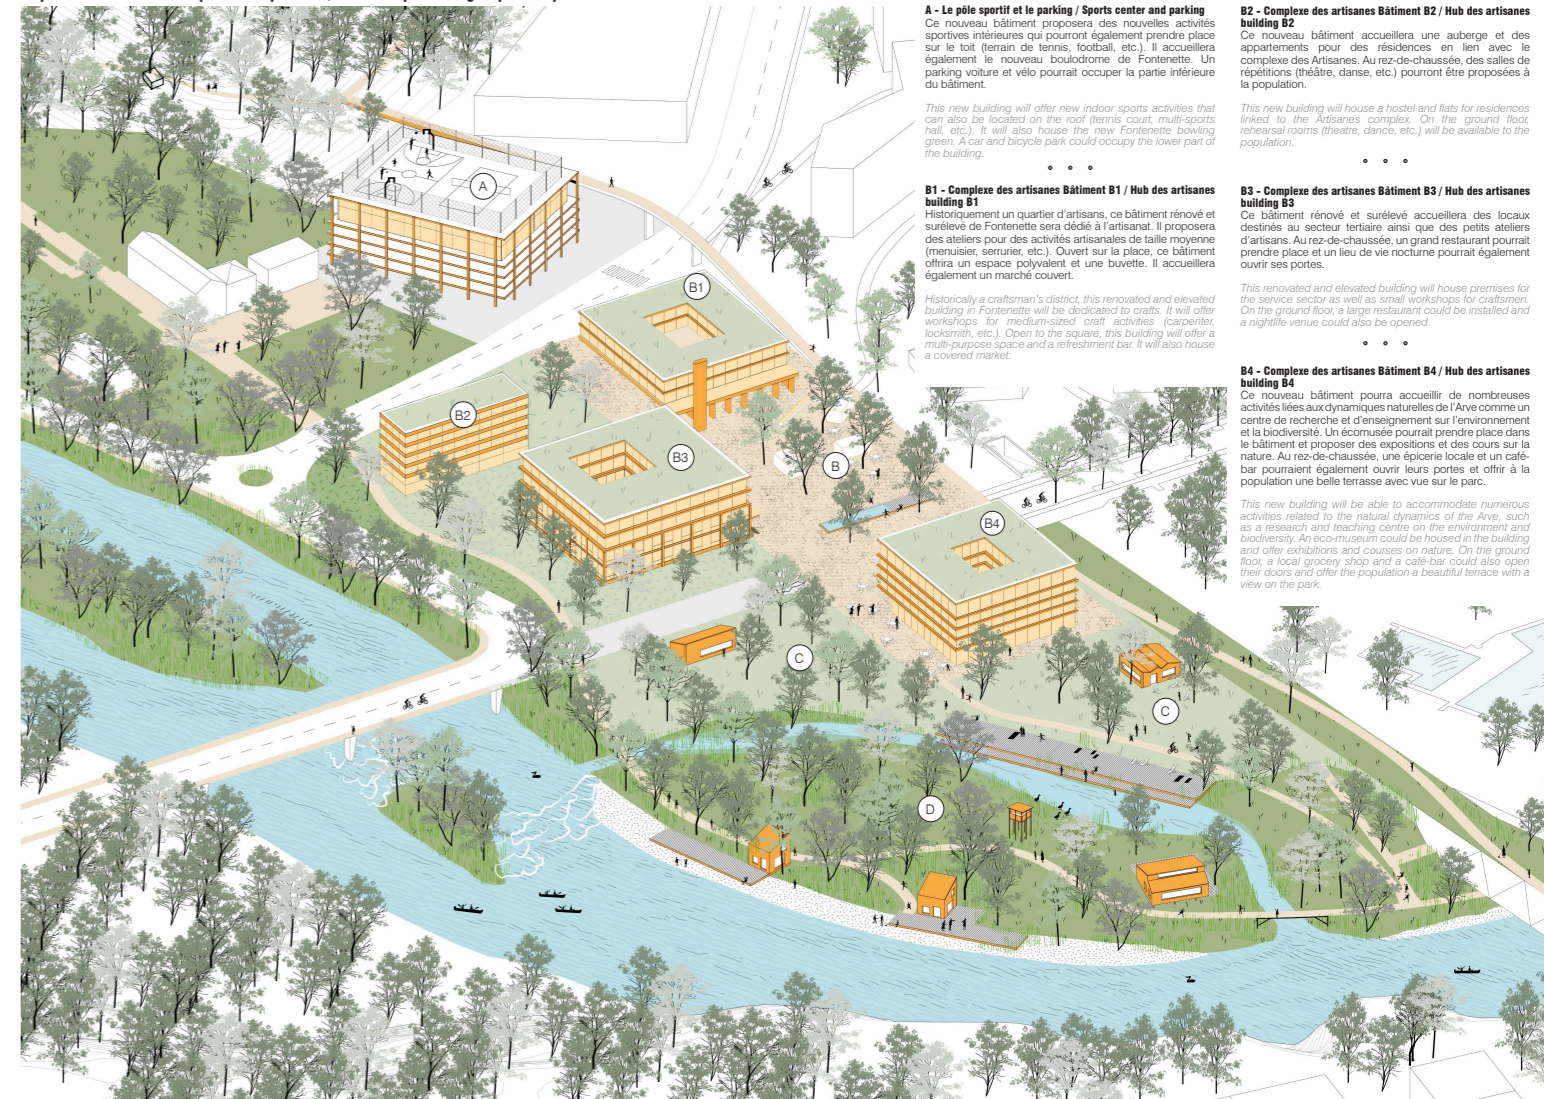 A - Le pôle sportif et le parking / Sports center and parking
Ce nouveau bâtiment proposera des nouvelles activités
sportives intérieures qui pourront également prendre place
sur le toit (terrain de tennis, football, etc.). Il accueillera
également le nouveau boulodrome de Fontenette. Un
parking voiture et vélo pourrait occuper la partie inférieure
du bâtiment.
This new building will offer new indoor sports activities that
can also be located on the roof (tennis court, multi-sports
hall, etc.). It will also house the new Fontenette bowling
green. A car and bicycle park could occupy the lower part of
the building.
B1 - Complexe des artisanes Bâtiment B1 / Hub des artisanes
building B1
Historiquement un quartier d'artisans, ce bâtiment rénové et
surélevé de Fontenette sera dédié à l'artisanat. Il proposera
des ateliers pour des activités artisanales de taille moyenne
(menuisier, serrurier, etc.). Ouvert sur la place, ce bâtiment
offrira un espace polyvalent et une buvette. Il accueillera
également un marché couvert.
Historically a craftsman's district, this renovated and elevated
building in Fontenette will be dedicated to crafts. It will offer
workshops for medium-sized craft activities (carpenter,
locksmith, etc.). Open to the square, this building will offer a
multi-purpose space and a refreshment bar. It will also house
a covered market.
B2 - Complexe des artisanes Bâtiment B2 / Hub des artisanes
building B2
Ce nouveau bâtiment accueillera une auberge et des
appartements pour des résidences en lien avec le
complexe des Artisanes. Au rez-de-chaussée, des salles de
répétitions (théâtre, danse, etc.) pourront être proposées à
la population.
This new building will house a hostel and flats for residences
linked to the Artisanes complex. On the ground floor,
rehearsal rooms (theatre, dance, etc.) will be available to the
population.
B3 - Complexe des artisanes Bâtiment B3 / Hub des artisanes
building B3
Ce bâtiment rénové et surélevé accueillera des locaux
destinés au secteur tertiaire ainsi que des petits ateliers
d'artisans. Au rez-de-chaussée, un grand restaurant pourrait
prendre place et un lieu de vie nocturne pourrait également
ouvrir ses portes.
This renovated and elevated building will house premises for
the service sector as well as small workshops for craftsmen.
On the ground floor, a large restaurant could be installed and
a nightlife venue could also be opened.
B4 - Complexe des artisanes Bâtiment B4 / Hub des artisanes
building B4
Ce nouveau bâtiment pourra accueillir de nombreuses
activités liées aux dynamiques naturelles de l'Arve comme un
centre de recherche et d'enseignement sur l'environnement
et la biodiversité. Un écomusée pourrait prendre place dans
le bâtiment et proposer des expositions et des cours sur la
nature. Au rez-de-chaussée, une épicerie locale et un café-
bar pourraient également ouvrir leurs portes et offrir à la
population une belle terrasse avec vue sur le parc.
This new building will be able to accommodate numerous
activities related to the natural dynamics of the Arve, such
as a research and teaching centre on the environment and
biodiversity. An eco-museum could be housed in the building
and offer exhibitions and courses on nature. On the ground
floor, a local grocery shop and a café-bar could also open
their doors and offer the population a beautiful terrace with a
view on the park.
A
B1
B2
B3
B
B4
C
C
D